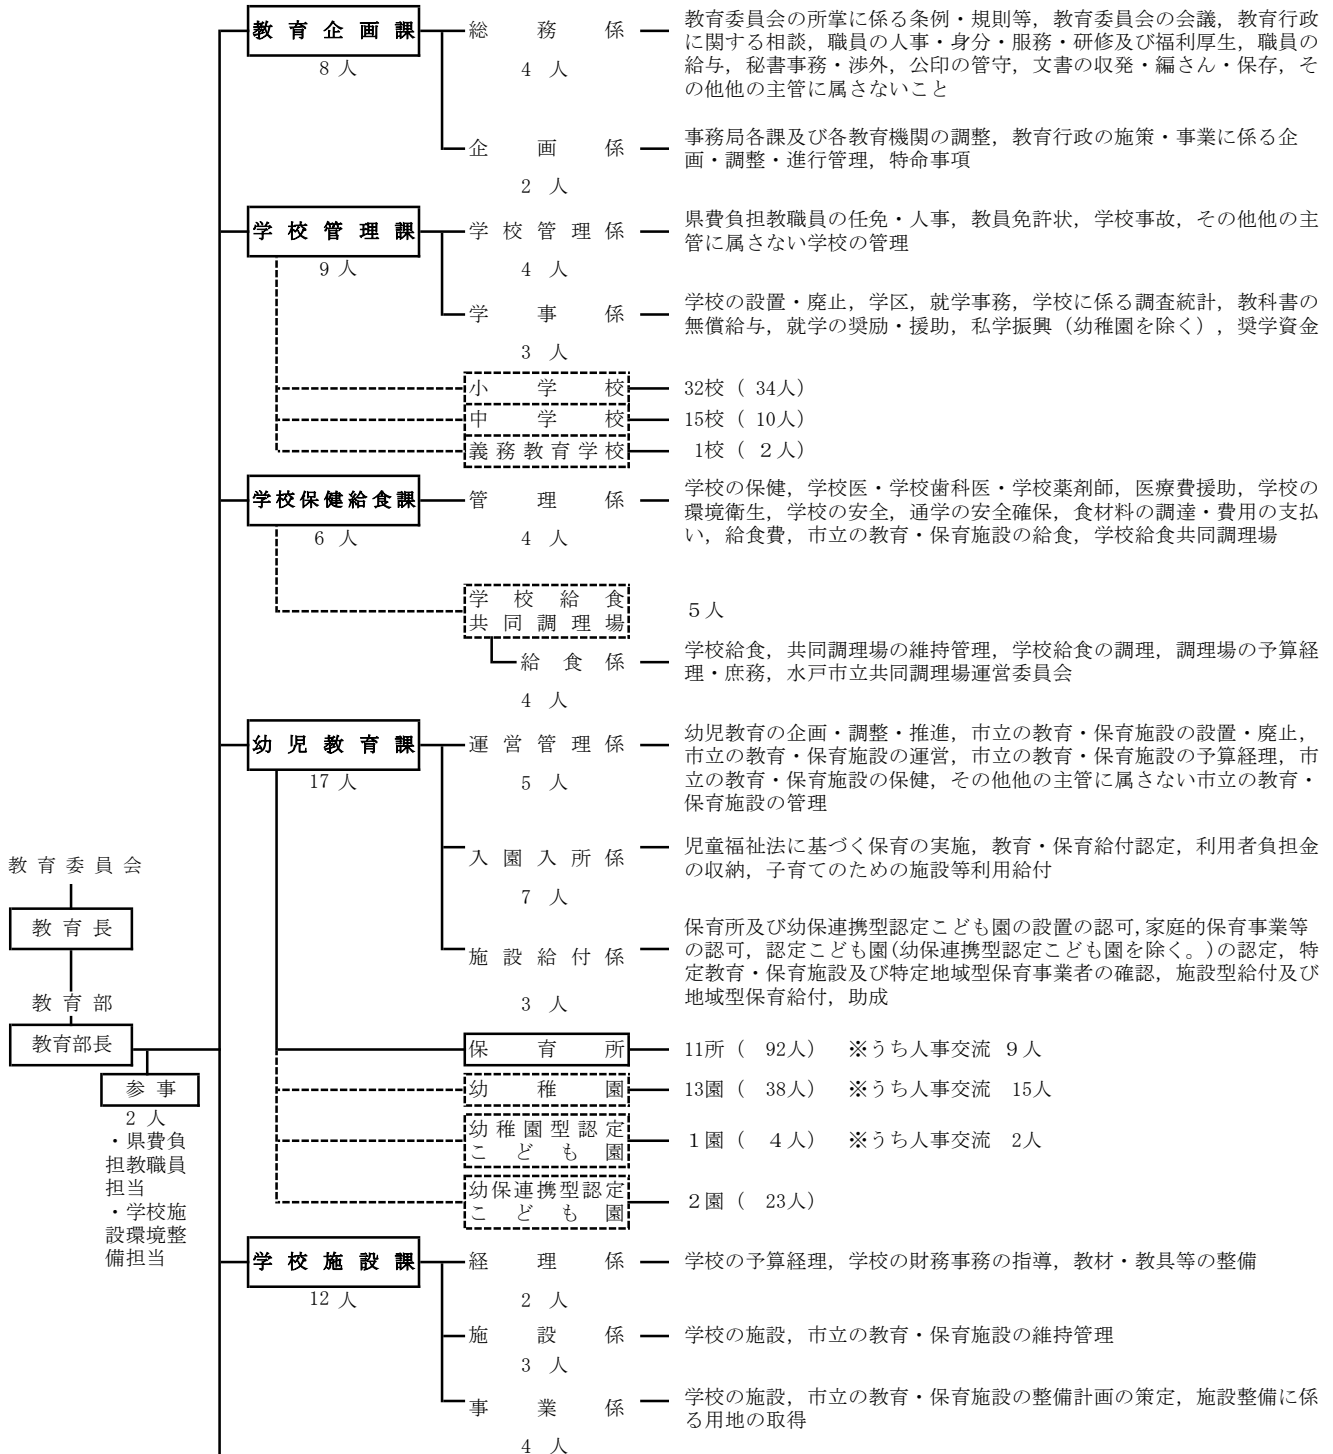 教育企画課
8 人
総務係
4 人
教育委員会の所掌に係る条例・規則等，教育委員会の会議，教育行政
に関する相談，職員の人事・身分・服務・研修及び福利厚生，職員の
給与，秘書事務・渉外，公印の管守，文書の収発・編さん・保存，そ
の他他の主管に属さないこと
企画係
2 人
事務局各課及び各教育機関の調整，教育行政の施策・事業に係る企
画・調整・進行管理，特命事項
学校管理課
9 人
学校管理係
4 人
県費負担教職員の任免・人事，教員免許状，学校事故，その他他の主
管に属さない学校の管理
学事係
3 人
学校の設置・廃止，学区，就学事務，学校に係る調査統計，教科書の
無償給与，就学の奨励・援助，私学振興（幼稚園を除く），奨学資金
小学校
32校（ 34人）
中学校
15校（ 10人）
義務教育学校
1校（ ２人）
学校保健給食課
6 人
管理係
4 人
学校の保健，学校医・学校歯科医・学校薬剤師，医療費援助，学校の
環境衛生，学校の安全，通学の安全確保，食材料の調達・費用の支払
い，給食費，市立の教育・保育施設の給食，学校給食共同調理場
学校給食
共同調理場
５人
給食係
4 人
学校給食，共同調理場の維持管理，学校給食の調理，調理場の予算経
理・庶務，水戸市立共同調理場運営委員会
幼児教育課
17 人
運営管理係
5 人
幼児教育の企画・調整・推進，市立の教育・保育施設の設置・廃止，
市立の教育・保育施設の運営，市立の教育・保育施設の予算経理，市
立の教育・保育施設の保健，その他他の主管に属さない市立の教育・
保育施設の管理
入園入所係
7 人
児童福祉法に基づく保育の実施，教育・保育給付認定，利用者負担金
の収納，子育てのための施設等利用給付
施設給付係
3 人
保育所及び幼保連携型認定こども園の設置の認可,家庭的保育事業等
の認可，認定こども園(幼保連携型認定こども園を除く。)の認定，特
定教育・保育施設及び特定地域型保育事業者の確認，施設型給付及び
地域型保育給付，助成
教育委員会
教育長
教育部
教育部長
参事
2 人
・県費負
担教職員
担当
・学校施
設環境整
備担当
保育所
11所（ 92人） ※うち人事交流 ９人
幼稚園
13園（ 38人） ※うち人事交流 15人
幼稚園型認定
こども園
１園（ ４人） ※うち人事交流 2人
幼保連携型認定
こども園
２園（ 23人）
学校施設課
12 人
経理係
2 人
学校の予算経理，学校の財務事務の指導，教材・教具等の整備
施設係
3 人
学校の施設，市立の教育・保育施設の維持管理
事業係
4 人
学校の施設，市立の教育・保育施設の整備計画の策定，施設整備に係
る用地の取得